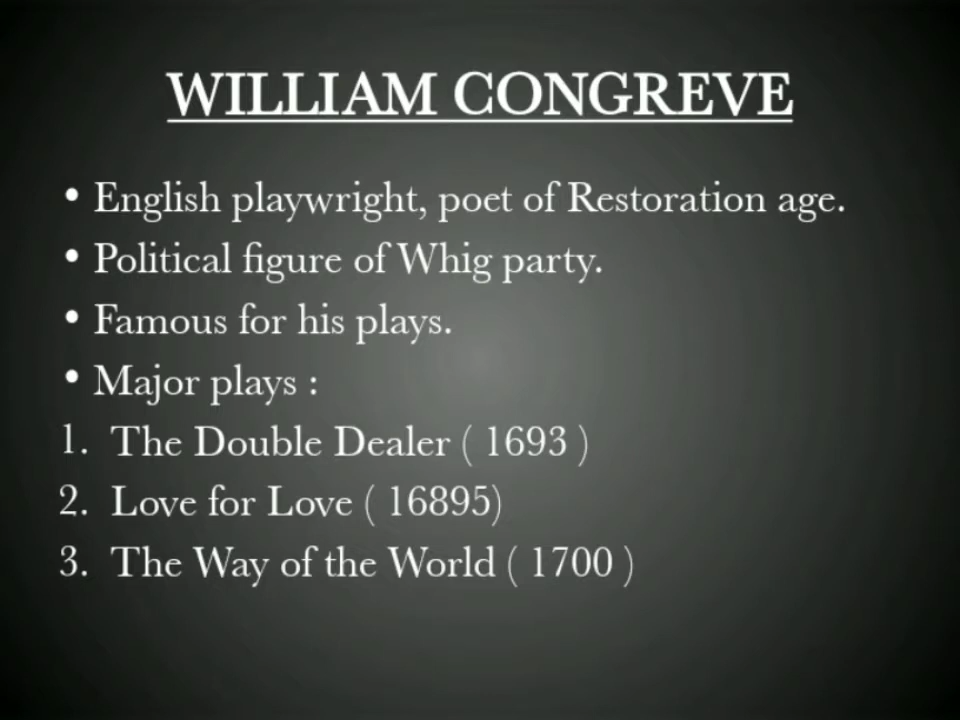 WILLIAM CONGREVE
• English playwright, poet of Restoration age.
• Political figure of Whig party.
• Famous for his plays.
• Major plays :
1. The Double Dealer ( 1693 )
2. Love for Love ( 16895)
3. The Way of the World ( 1700 )